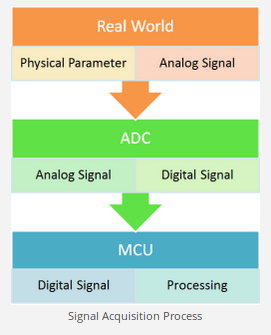 Real World
Physical Parameter Analog Signal
ADC
Analog Signal Digital Signal
MCU
Digital Signal Processing
Signal Acquisition Process